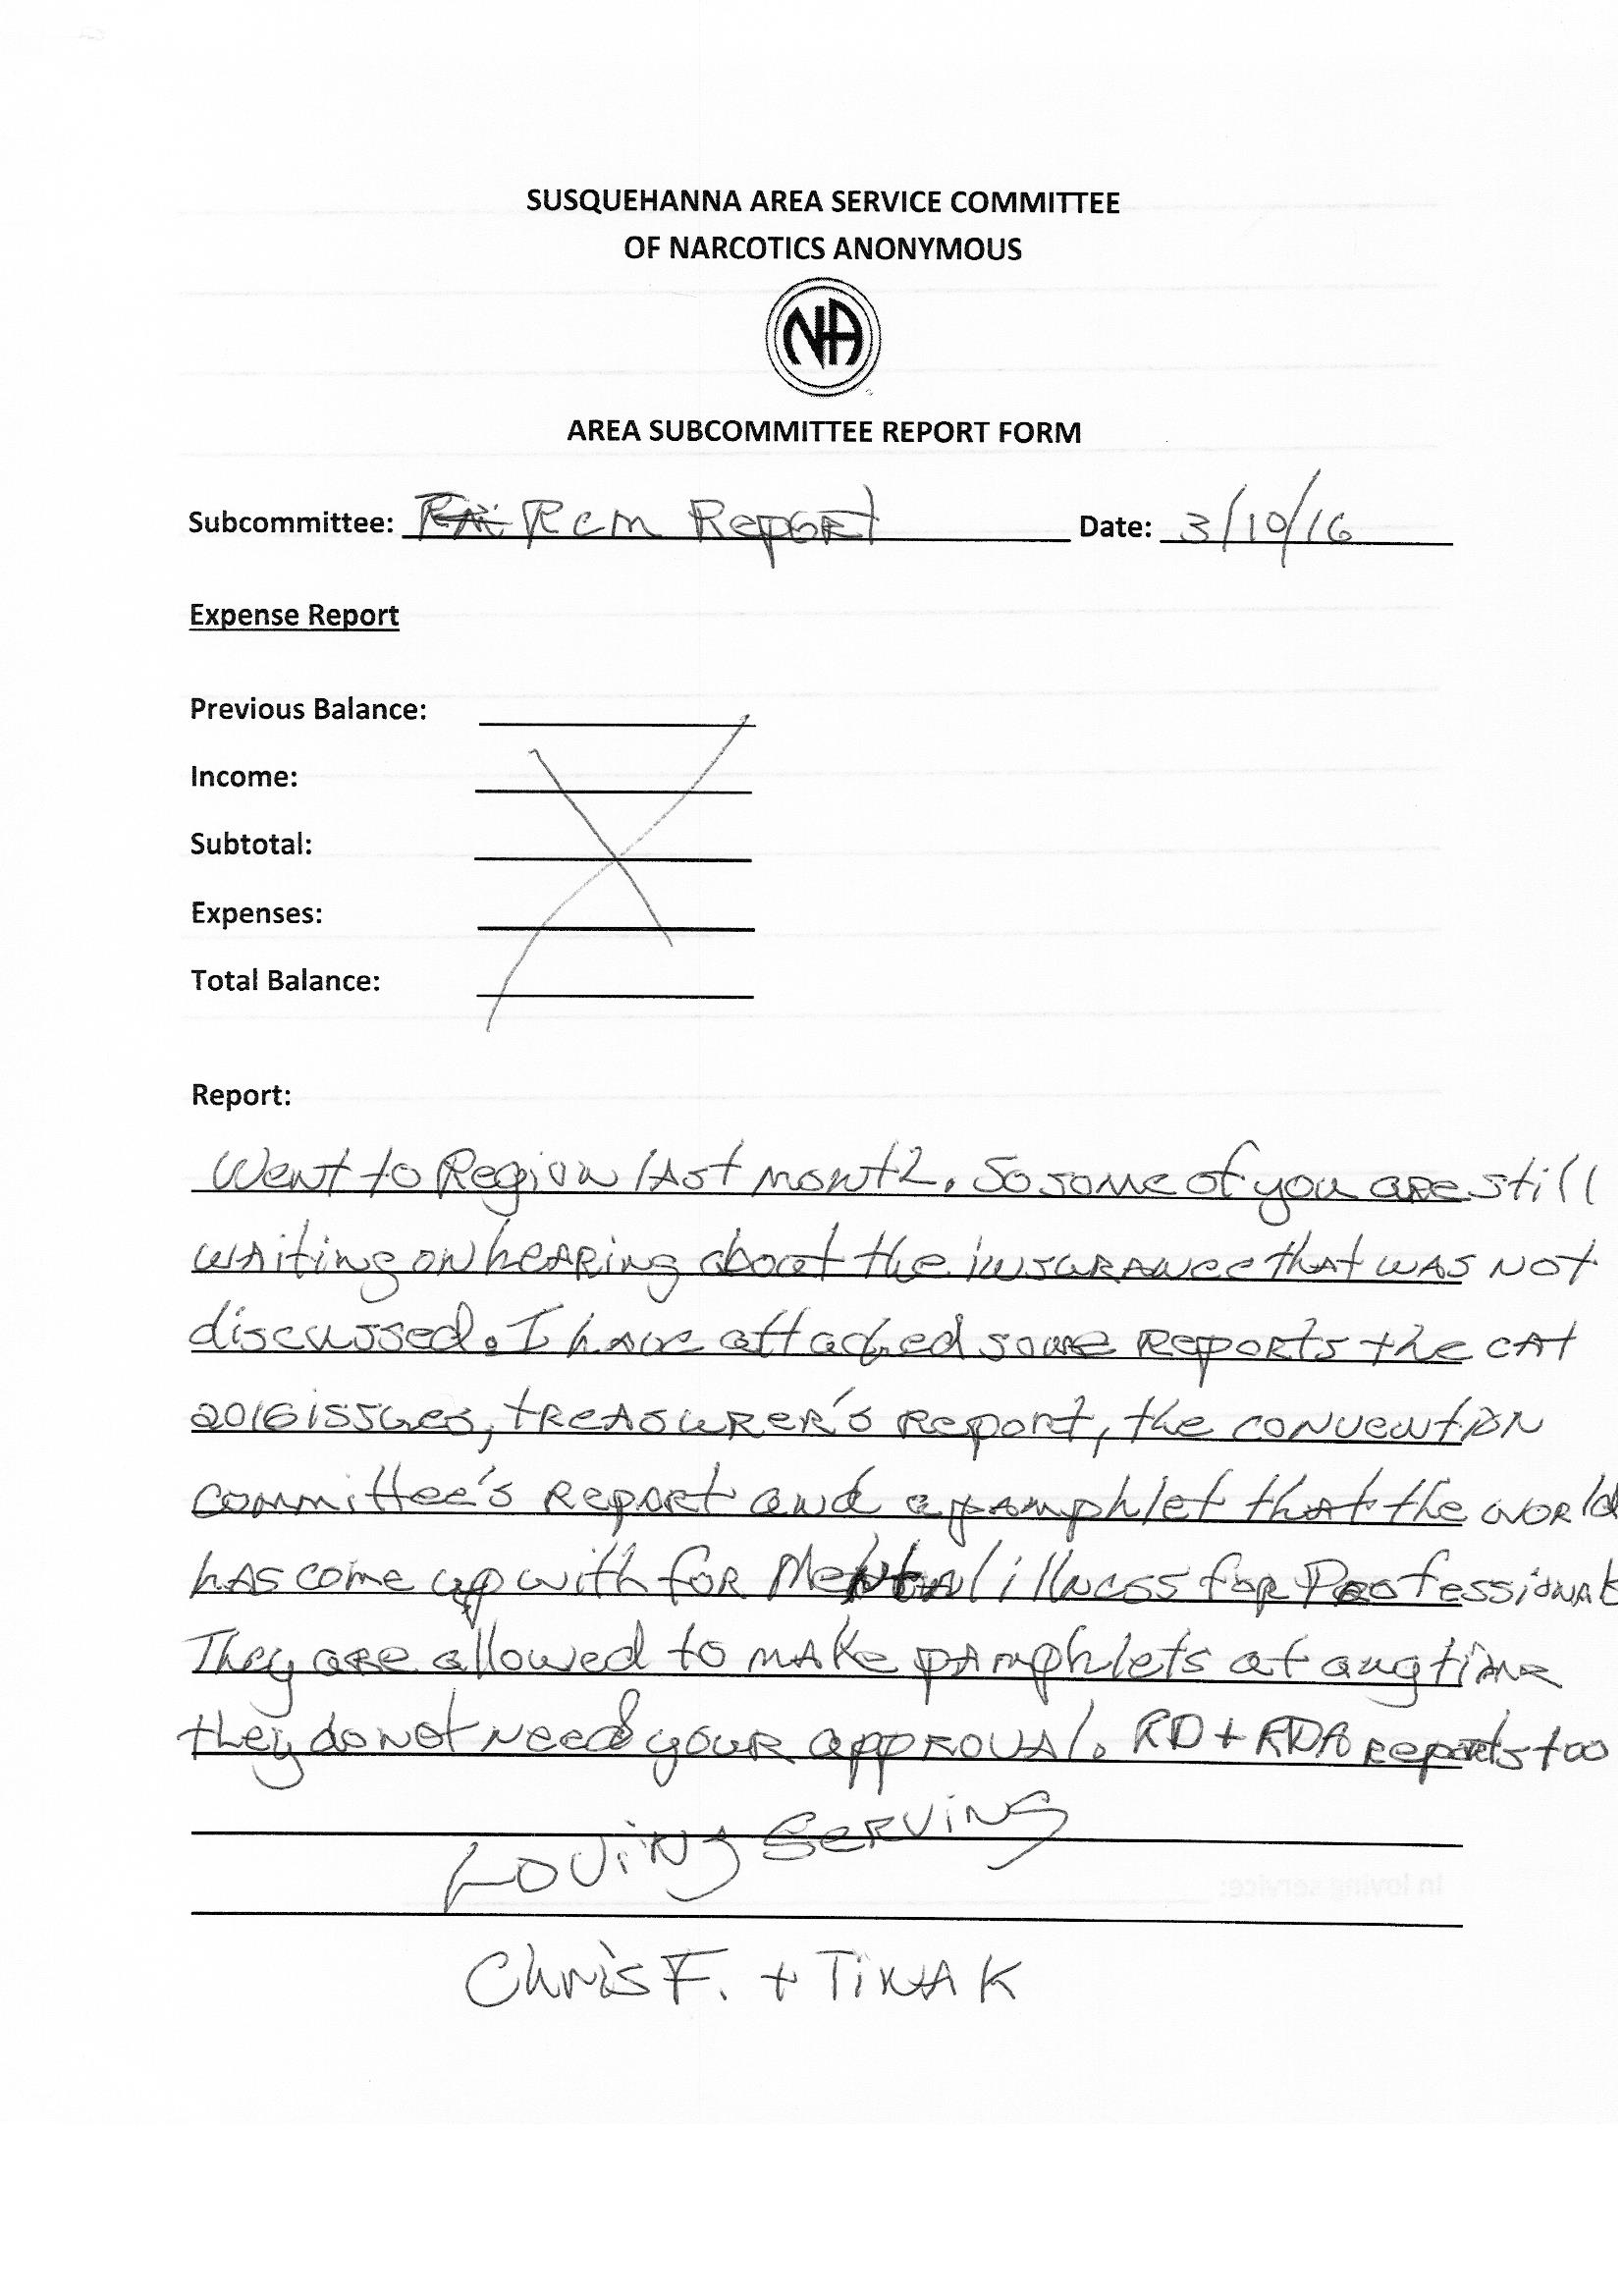 SUSQUEHANNA AREA SERVICE COMMITTEE
OF NARCOTICS ANONYMOUS
NA
AREA SUBCOMMITTEE REPORT FORM
Subcommittee: Rcm Report Date: 3/10/16
Expense Report
Previous Balance:
Income:
Subtotal:
Expenses:
Total Balance:
Report:
Went to Region last month. So some of you are still
waiting on hearing about the insurance that was not
discussed. I have attached some reports the CAt
2016 issues, treasurer's report, the convention
committee's report and a pamphlet that the world
has come up with for Mental illness for Professionals
They are allowed to make pamphlets at any time
they do not need your approval. RD + RDA reports too
Loving Serving
In loving service:
Chris F. + Tina K